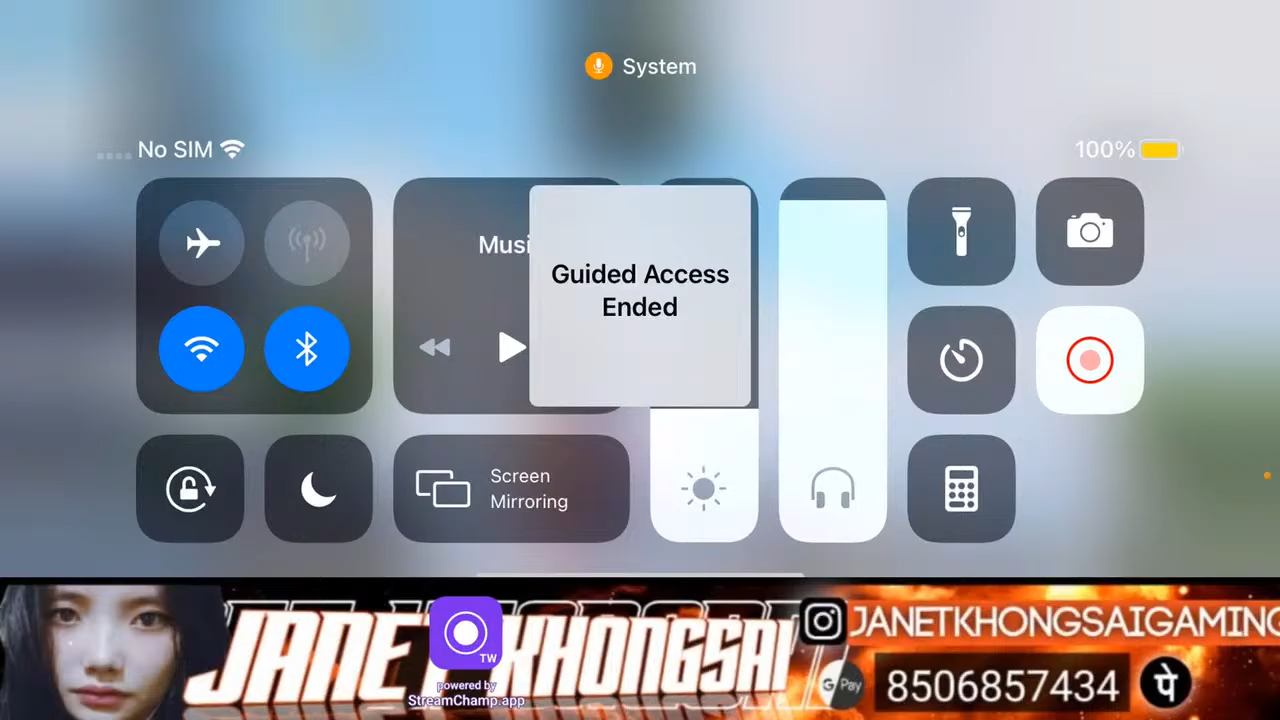 System
No SIM
100%
Musi
Guided Access
Ended
Screen
Mirroring
JANET KHONGSAI
TW
powered by
StreamChamp.app
JANETKHONGSAIGAMING
G Pay
8506857434
पे